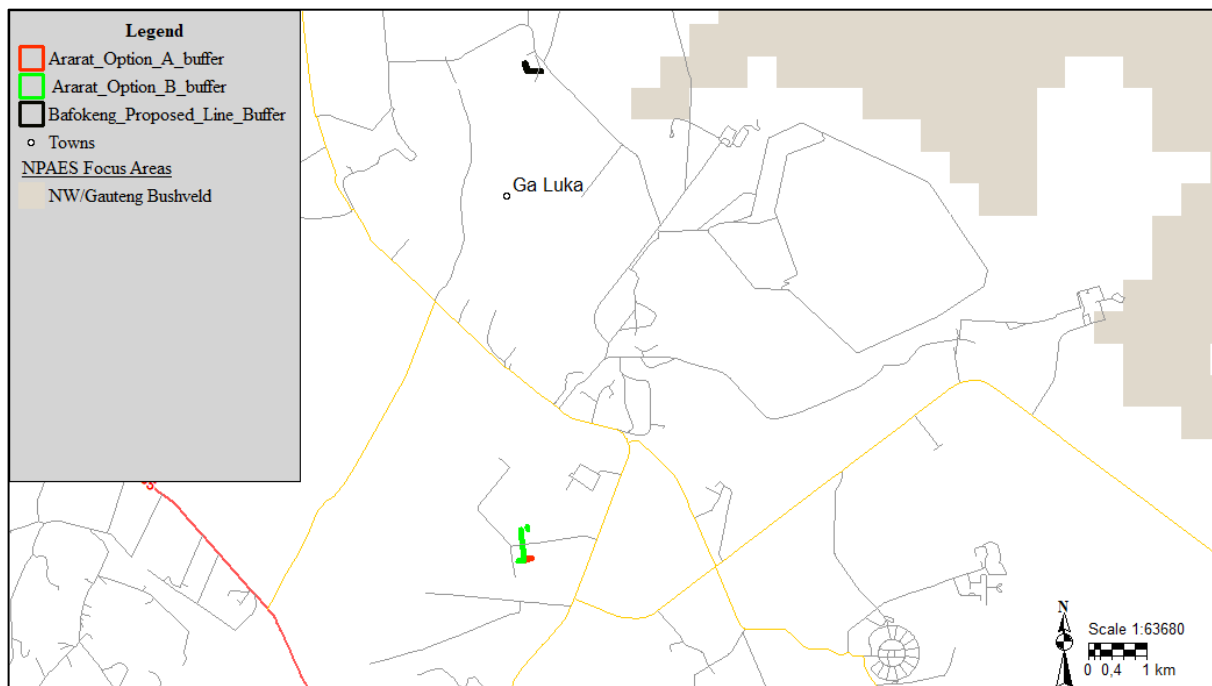 Legend
Ararat_Option_A_buffer
Ararat_Option_B_buffer
Bafokeng_Proposed_Line_Buffer
Towns
NPAES Focus Areas
NW/Gauteng Bushveld
Ga Luka
N
Scale 1:63680
0 0,4 1 km